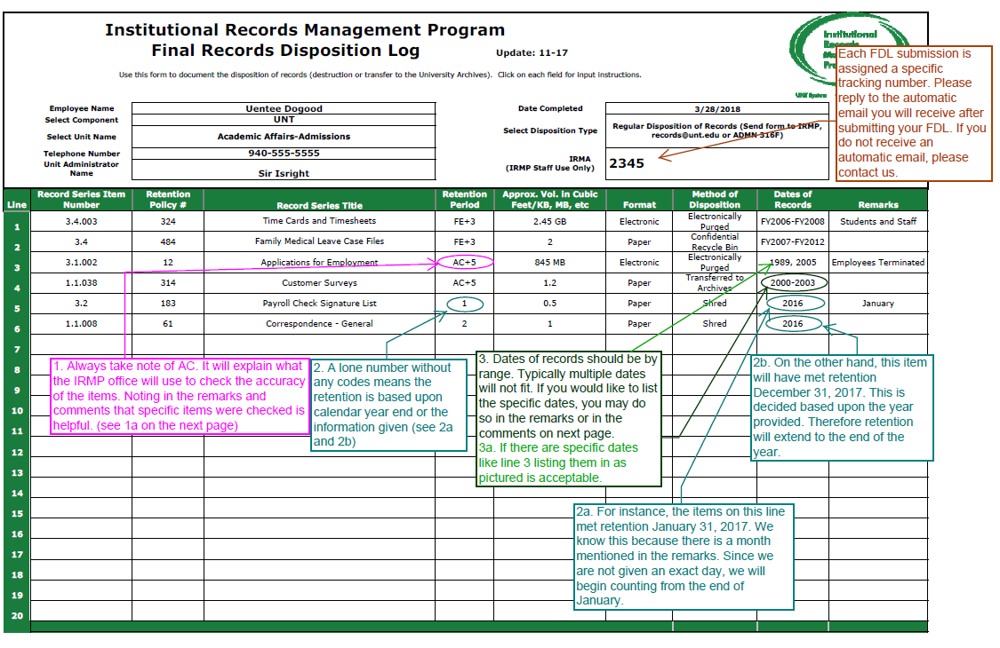 Institutional Records Management Program
Final Records Disposition Log
Update: 11-17
Use this form to document the disposition of records (destruction or transfer to the University Archives). Click on each field for input instructions.
Institutional
UNT System
Each FDL submission is
assigned a specific
tracking number. Please
reply to the automatic
email you will receive after
submitting your FDL. If you
do not receive an
automatic email, please
contact us.
Employee Name Uentee Dogood
Select Component UNT
Select Unit Name Academic Affairs-Admissions
Telephone Number 940-555-5555
Unit Administrator
Name Sir Isright
Date Completed 3/28/2018
Select Disposition Type Regular Disposition of Records (Send form to IRMP,
records@unt.edu or ADMN 316F)
IRMA
(IRMP Staff Use Only) 2345
Line Record Series Item Number Retention Policy # Record Series Title Retention Period Approx. Vol. in Cubic Feet/KB, MB, etc Format Method of Disposition Dates of Records Remarks
1 3.4.003 324 Time Cards and Timesheets FE+3 2.45 GB Electronic Electronically Purged FY2006-FY2008 Students and Staff
2 3.4 484 Family Medical Leave Case Files FE+3 2 Paper Confidential Recycle Bin FY2007-FY2012
3 3.1.002 12 Applications for Employment AC+5 845 MB Electronic Electronically Purged 1989, 2005 Employees Terminated
4 1.1.038 314 Customer Surveys AC+5 1.2 Paper Transferred to Archives 2000-2003
5 3.2 183 Payroll Check Signature List 1 0.5 Paper Shred 2016 January
6 1.1.008 61 Correspondence - General 2 1 Paper Shred 2016
7
8
9
10
11
12
13
14
15
16
17
18
19
20
1. Always take note of AC. It will explain what
the IRMP office will use to check the accuracy
of the items. Noting in the remarks and
comments that specific items were checked is
helpful. (see 1a on the next page)
2. A lone number without
any codes means the
retention is based upon
calendar year end or the
information given (see 2a
and 2b)
3. Dates of records should be by
range. Typically multiple dates
will not fit. If you would like to list
the specific dates, you may do
so in the remarks or in the
comments on next page.
3a. If there are specific dates
like line 3 listing them in as
pictured is acceptable.
2b. On the other hand, this item
will have met retention
December 31, 2017. This is
decided based upon the year
provided. Therefore retention
will extend to the end of the
year.
2a. For instance, the items on this line
met retention January 31, 2017. We
know this because there is a month
mentioned in the remarks. Since we
are not given an exact day, we will
begin counting from the end of
January.